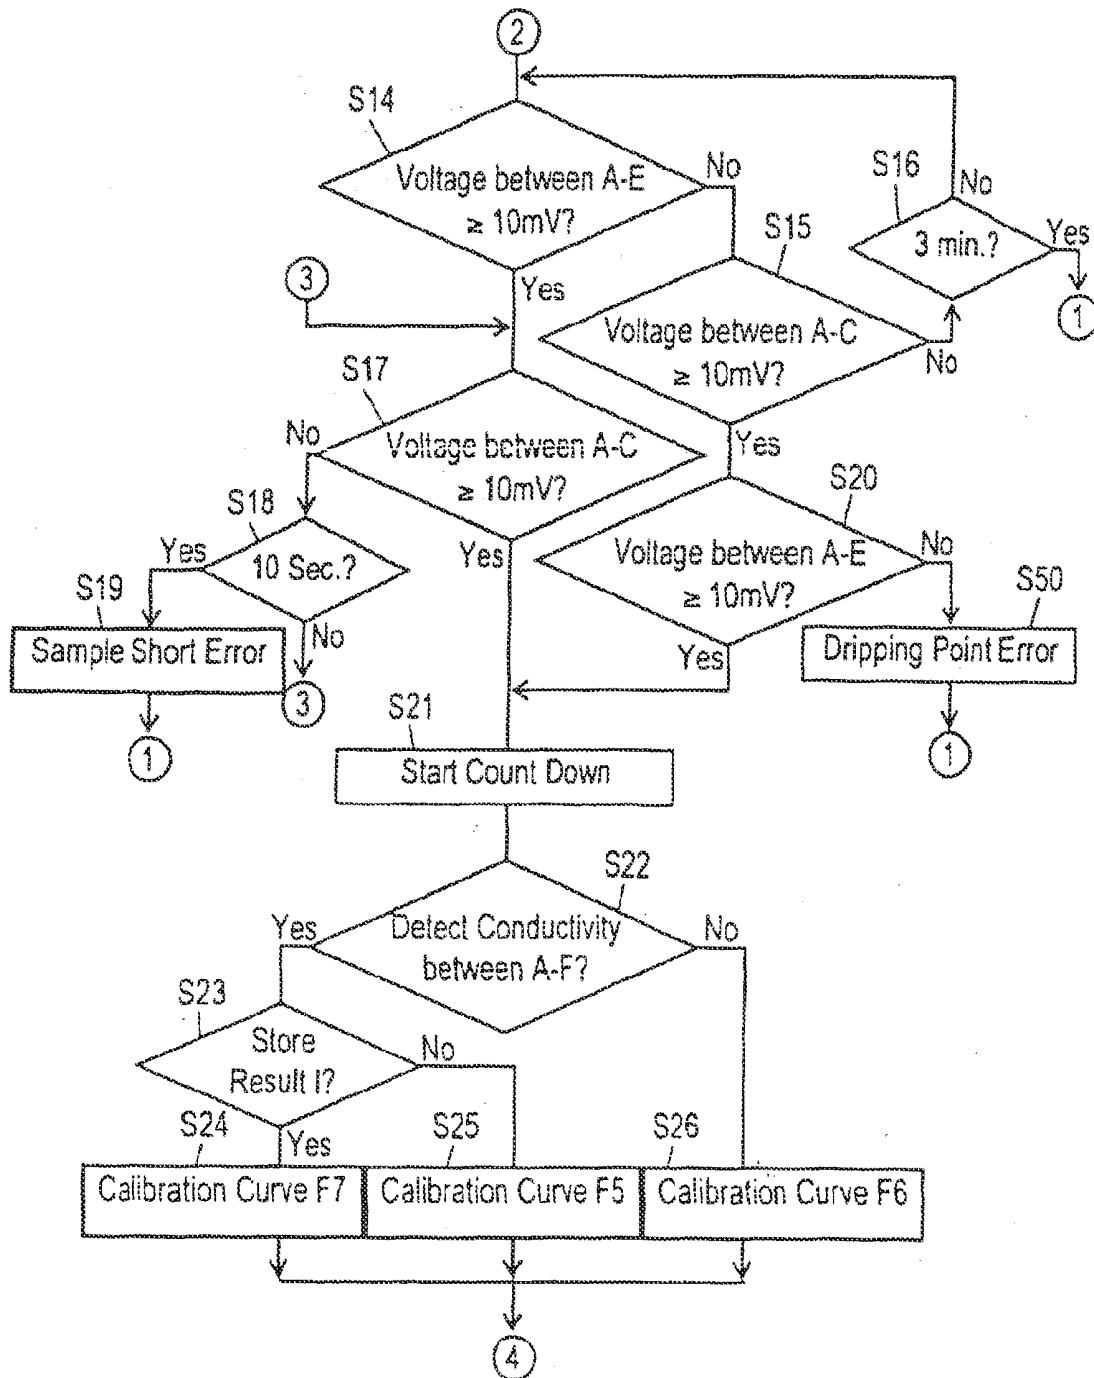 2
S14
Voltage between A-E
≥ 10mV?
No
Yes
S16
No
3 min.?
Yes
1
S15
Voltage between A-C
≥ 10mV?
No
Yes
3
S17
No
Voltage between A-C
≥ 10mV?
Yes
S18
Yes
10 Sec.?
No
3
S19
Sample Short Error
1
S20
Voltage between A-E
≥ 10mV?
No
Yes
S50
Dripping Point Error
1
S21
Start Count Down
S22
Yes
Detect Conductivity
between A-F?
No
S23
Store
Result I?
No
Yes
S24
Calibration Curve F7
S25
Calibration Curve F5
S26
Calibration Curve F6
4